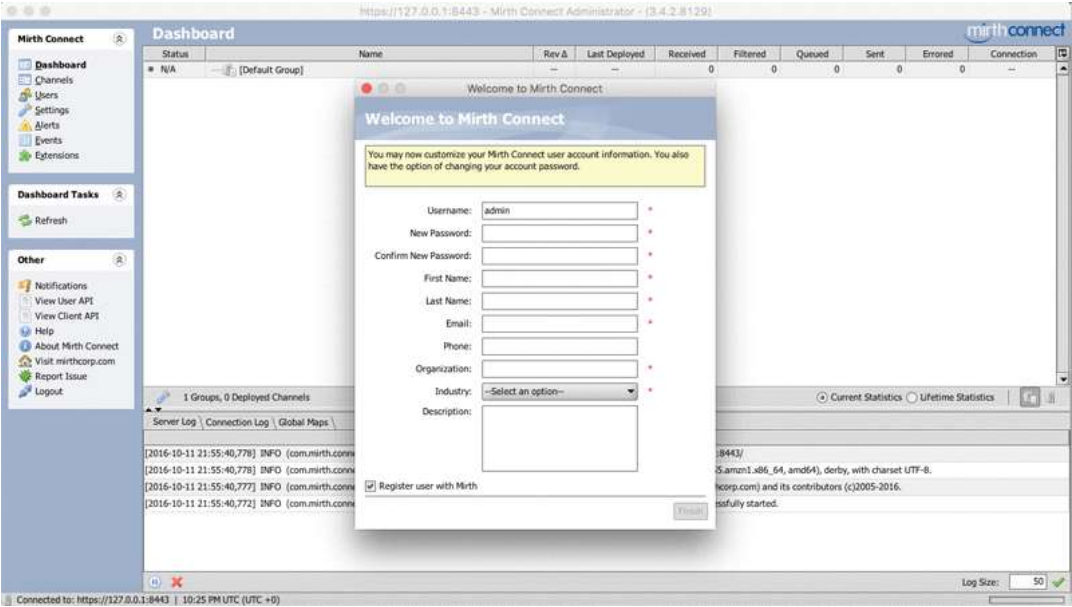 https://127.0.0.1:8443 - Mirth Connect Administrator - (3.4.2.8129)
Mirth Connect
Dashboard
Channels
Users
Settings
Alerts
Events
Extensions
Dashboard Tasks
Refresh
Other
Notifications
View User API
View Client API
Help
About Mirth Connect
Visit mirthcorp.com
Report Issue
Logout
Dashboard
mirthconnect
Status Name Rev Δ Last Deployed Received Filtered Queued Sent Errored Connection
N/A [Default Group] -- -- 0 0 0 0 0 --
Welcome to Mirth Connect
Welcome to Mirth Connect
You may now customize your Mirth Connect user account information. You also
have the option of changing your account password.
Username: admin *
New Password: *
Confirm New Password: *
First Name: *
Last Name: *
Email: *
Phone:
Organization: *
Industry: --Select an option-- *
Description:
Register user with Mirth
Finish
1 Groups, 0 Deployed Channels
Current Statistics Lifetime Statistics
Server Log Connection Log Global Maps
[2016-10-11 21:55:40,778] INFO (com.mirth.conne :8443/
[2016-10-11 21:55:40,778] INFO (com.mirth.conne 5.amzn1.x86_64, amd64), derby, with charset UTF-8.
[2016-10-11 21:55:40,777] INFO (com.mirth.conne hcorp.com) and its contributors (c)2005-2016.
[2016-10-11 21:55:40,772] INFO (com.mirth.conne essfully started.
Log Size: 50
Connected to: https://127.0.0.1:8443 | 10:25 PM UTC (UTC +0)